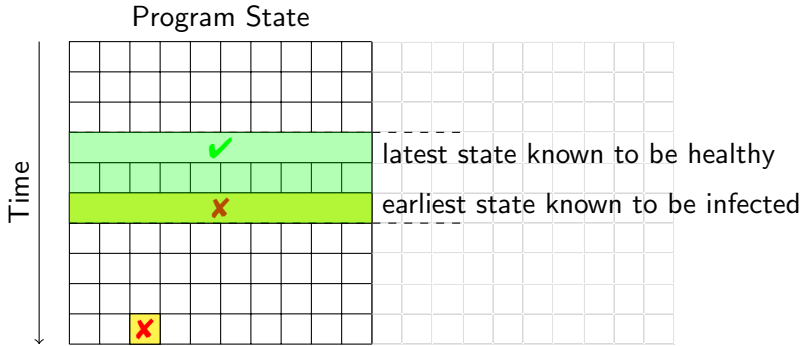 Program State
✔
latest state known to be healthy
Time
✘
earliest state known to be infected
✘